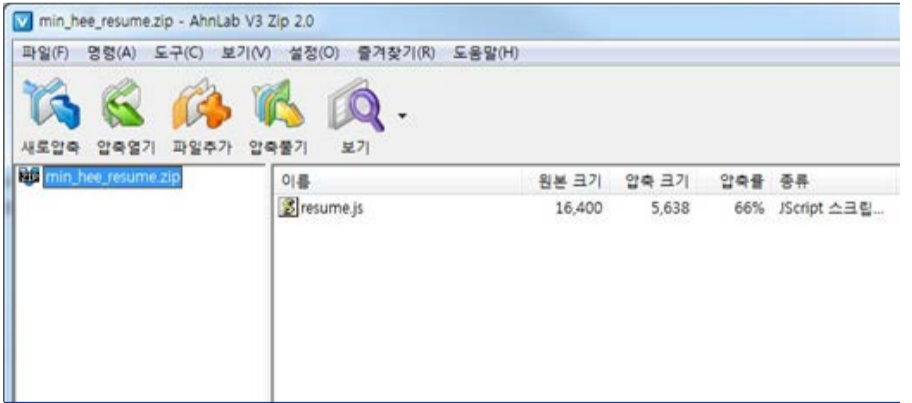 min_hee_resume.zip - AhnLab V3 Zip 2.0
파일(F) 명령(A) 도구(C) 보기(V) 설정(O) 즐겨찾기(R) 도움말(H)
새로압축 압축열기 파일추가 압축풀기 보기
min_hee_resume.zip
이름 원본 크기 압축 크기 압축율 종류
resume.js 16,400 5,638 66% JScript 스크립...